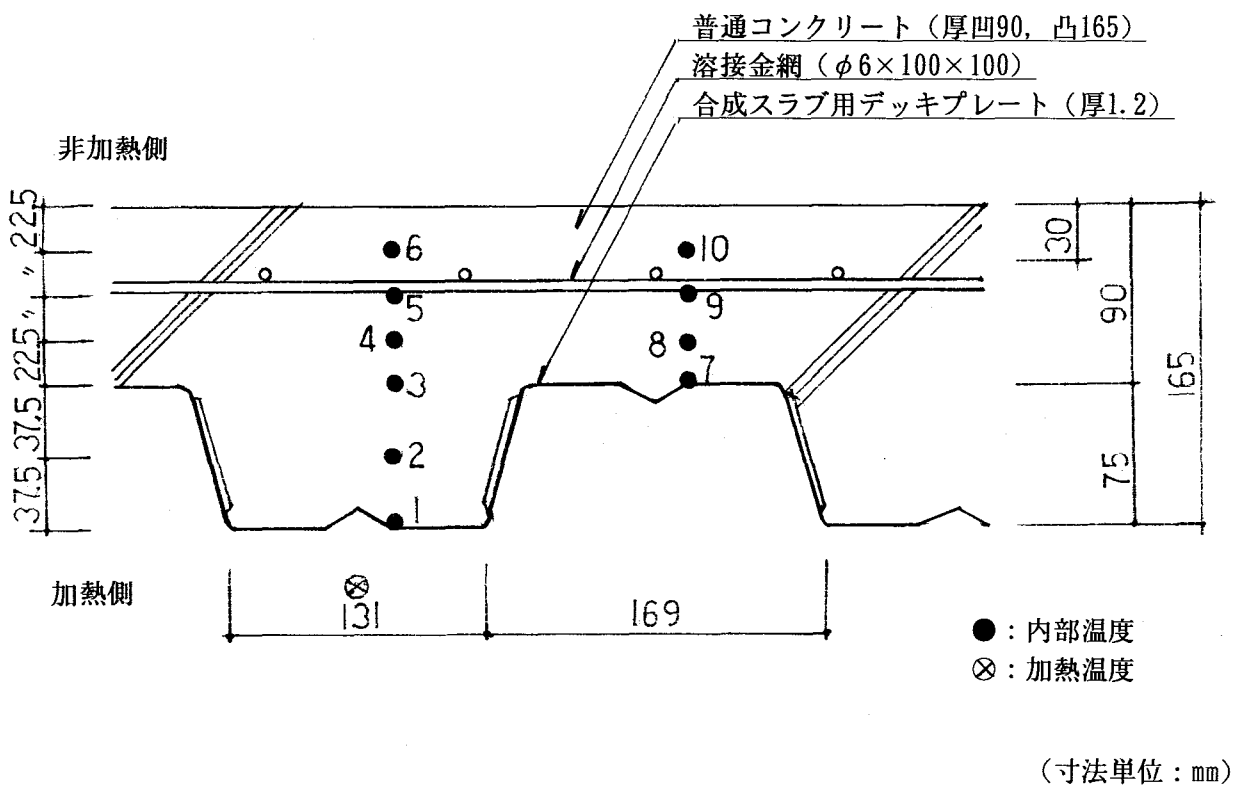 普通コンクリート（厚凹90, 凸165）
溶接金網（φ6×100×100）
合成スラブ用デッキプレート（厚1.2）
非加熱側
22.5
〃
〃
22.5
37.5
37.5
6
10
5
9
4
8
3
7
2
1
30
90
75
165
加熱側
131
169
●：内部温度
⊗：加熱温度
（寸法単位：mm）